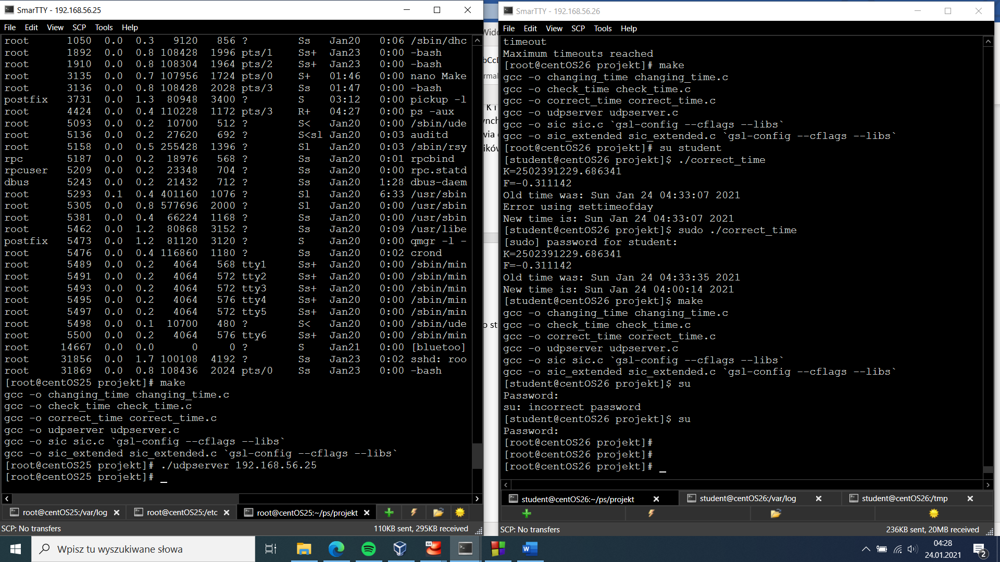 SmarTTY - 192.168.56.25
File Edit View SCP Tools Help
root 1050 0.0 0.3 9120 856 ? Ss Jan20 0:06 /sbin/dhc
root 1892 0.0 0.8 108428 1996 pts/1 Ss+ Jan23 0:00 -bash
root 1910 0.0 0.8 108304 1964 pts/2 Ss+ Jan23 0:00 -bash
root 3135 0.0 0.7 107956 1724 pts/0 S+ 01:46 0:00 nano Make
root 3136 0.0 0.8 108428 2028 pts/3 Ss 01:47 0:00 -bash
postfix 3731 0.0 1.3 80948 3400 ? S 03:12 0:00 pickup -l
root 4424 0.0 0.4 110228 1172 pts/3 R+ 04:27 0:00 ps -aux
root 5093 0.0 0.2 10700 512 ? S< Jan20 0:00 /sbin/ude
root 5136 0.0 0.2 27620 692 ? S<sl Jan20 0:03 auditd
root 5158 0.0 0.5 255428 1396 ? Sl Jan20 0:03 /sbin/rsy
rpc 5187 0.0 0.2 18976 568 ? Ss Jan20 0:01 rpcbind
rpcuser 5209 0.0 0.2 23348 704 ? Ss Jan20 0:00 rpc.statd
dbus 5243 0.0 0.2 21432 712 ? Ss Jan20 1:28 dbus-daem
root 5293 0.1 0.4 401160 1076 ? Sl Jan20 6:33 /usr/sbin
root 5305 0.0 0.8 577696 2000 ? Sl Jan20 0:00 /usr/sbin
root 5381 0.0 0.4 66224 1168 ? Ss Jan20 0:00 /usr/sbin
root 5462 0.0 1.2 80868 3152 ? Ss Jan20 0:09 /usr/libe
postfix 5473 0.0 1.2 81120 3120 ? S Jan20 0:00 qmgr -l -
root 5476 0.0 0.4 116860 1180 ? Ss Jan20 0:02 crond
root 5489 0.0 0.2 4064 568 tty1 Ss+ Jan20 0:00 /sbin/min
root 5491 0.0 0.2 4064 572 tty2 Ss+ Jan20 0:00 /sbin/min
root 5493 0.0 0.2 4064 572 tty3 Ss+ Jan20 0:00 /sbin/min
root 5495 0.0 0.2 4064 576 tty4 Ss+ Jan20 0:00 /sbin/min
root 5497 0.0 0.2 4064 572 tty5 Ss+ Jan20 0:00 /sbin/min
root 5498 0.0 0.1 10700 480 ? S< Jan20 0:00 /sbin/ude
root 5500 0.0 0.2 4064 576 tty6 Ss+ Jan20 0:00 /sbin/min
root 14667 0.0 0.0 0 0 ? S Jan21 0:00 [bluetoo]
root 31856 0.0 1.7 100108 4192 ? Ss Jan23 0:02 sshd: roo
root 31869 0.0 0.8 108436 2024 pts/0 Ss Jan23 0:00 -bash
[root@centOS25 projekt]# make
gcc -o changing_time changing_time.c
gcc -o check_time check_time.c
gcc -o correct_time correct_time.c
gcc -o udpserver udpserver.c
gcc -o sic sic.c `gsl-config --cflags --libs`
gcc -o sic_extended sic_extended.c `gsl-config --cflags --libs`
[root@centOS25 projekt]# ./udpserver 192.168.56.25
[root@centOS25 projekt]# _
root@centOS25:/var/log
root@centOS25:/etc
root@centOS25:~/ps/projekt
SCP: No transfers
110KB sent, 295KB received
SmarTTY - 192.168.56.26
File Edit View SCP Tools Help
timeout
Maximum timeouts reached
[root@centOS26 projekt]# make
gcc -o changing_time changing_time.c
gcc -o check_time check_time.c
gcc -o correct_time correct_time.c
gcc -o udpserver udpserver.c
gcc -o sic sic.c `gsl-config --cflags --libs`
gcc -o sic_extended sic_extended.c `gsl-config --cflags --libs`
[root@centOS26 projekt]# su student
[student@centOS26 projekt]$ ./correct_time
K=2502391229.686341
F=-0.311142
Old time was: Sun Jan 24 04:33:07 2021
Error using settimeofday
New time is: Sun Jan 24 04:33:07 2021
[student@centOS26 projekt]$ sudo ./correct_time
[sudo] password for student:
K=2502391229.686341
F=-0.311142
Old time was: Sun Jan 24 04:33:35 2021
New time is: Sun Jan 24 04:00:14 2021
[student@centOS26 projekt]$ make
gcc -o changing_time changing_time.c
gcc -o check_time check_time.c
gcc -o correct_time correct_time.c
gcc -o udpserver udpserver.c
gcc -o sic sic.c `gsl-config --cflags --libs`
gcc -o sic_extended sic_extended.c `gsl-config --cflags --libs`
[student@centOS26 projekt]$ su
Password:
su: incorrect password
[student@centOS26 projekt]$ su
Password:
[root@centOS26 projekt]#
[root@centOS26 projekt]#
[root@centOS26 projekt]# _
student@centOS26:~/ps/projekt
student@centOS26:/var/log
student@centOS26:/tmp
SCP: No transfers
236KB sent, 20MB received
Wpisz tu wyszukiwane słowa
64
04:28
24.01.2021
2